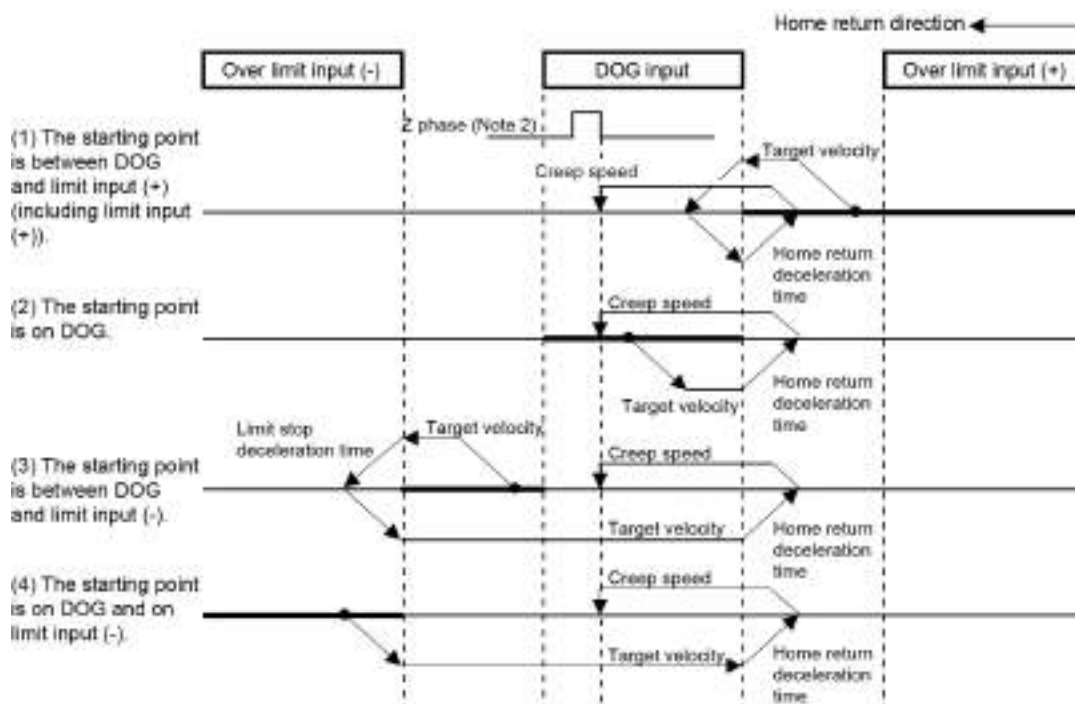 Home return direction
Over limit input (-)
DOG input
Over limit input (+)
Z phase (Note 2)
(1) The starting point
is between DOG
and limit input (+)
(including limit input
(+)).
Target velocity
Creep speed
Home return
deceleration
time
(2) The starting point
is on DOG.
Creep speed
Target velocity
Home return
deceleration
time
Limit stop
deceleration time
Target velocity
(3) The starting point
is between DOG
and limit input (-).
Creep speed
Target velocity
Home return
deceleration
time
(4) The starting point
is on DOG and on
limit input (-).
Creep speed
Target velocity
Home return
deceleration
time